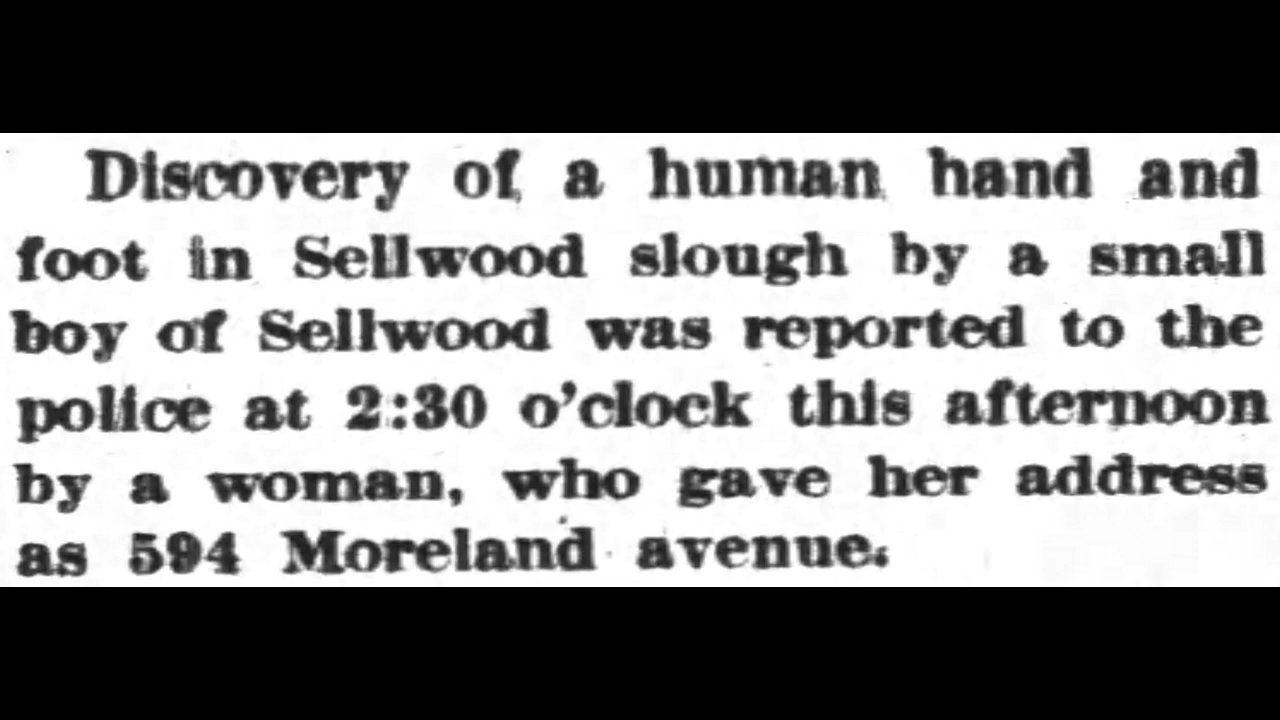 Discovery of a human hand and
foot in Sellwood slough by a small
boy of Sellwood was reported to the
police at 2:30 o'clock this afternoon
by a woman, who gave her address
as 594 Moreland avenue.